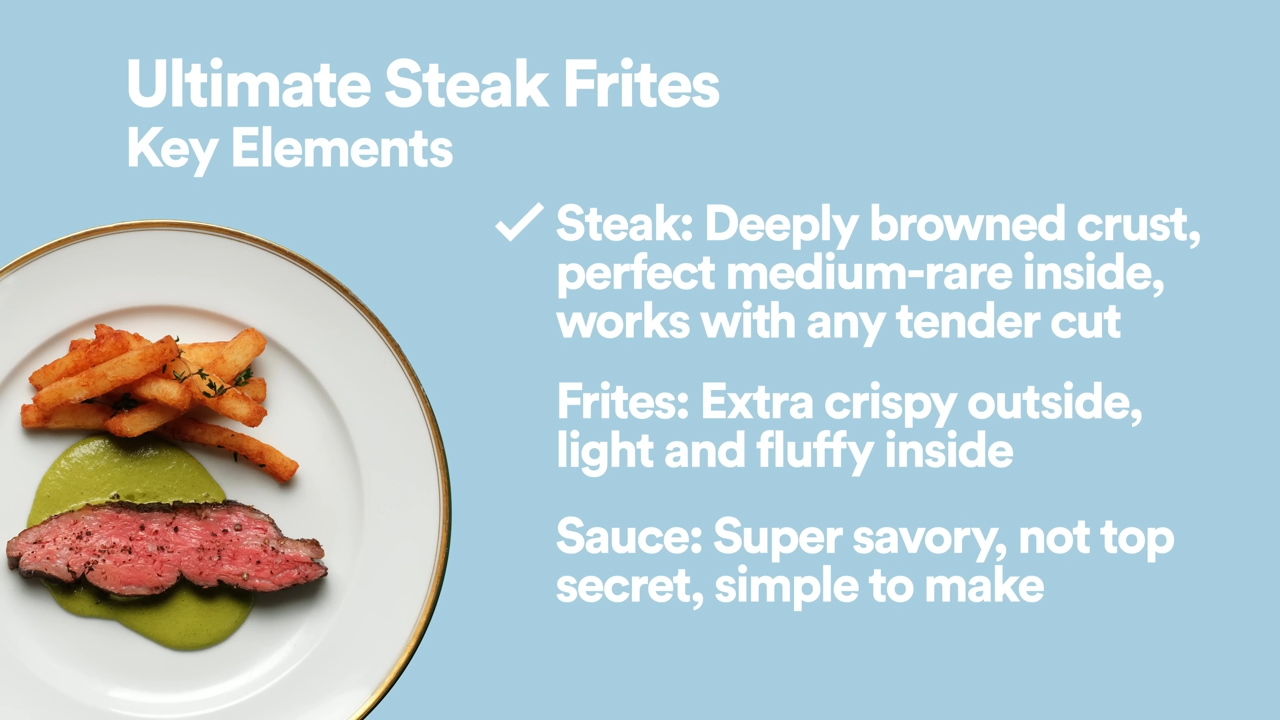 Ultimate Steak Frites
Key Elements
Steak: Deeply browned crust,
perfect medium-rare inside,
works with any tender cut
Frites: Extra crispy outside,
light and fluffy inside
Sauce: Super savory, not top
secret, simple to make